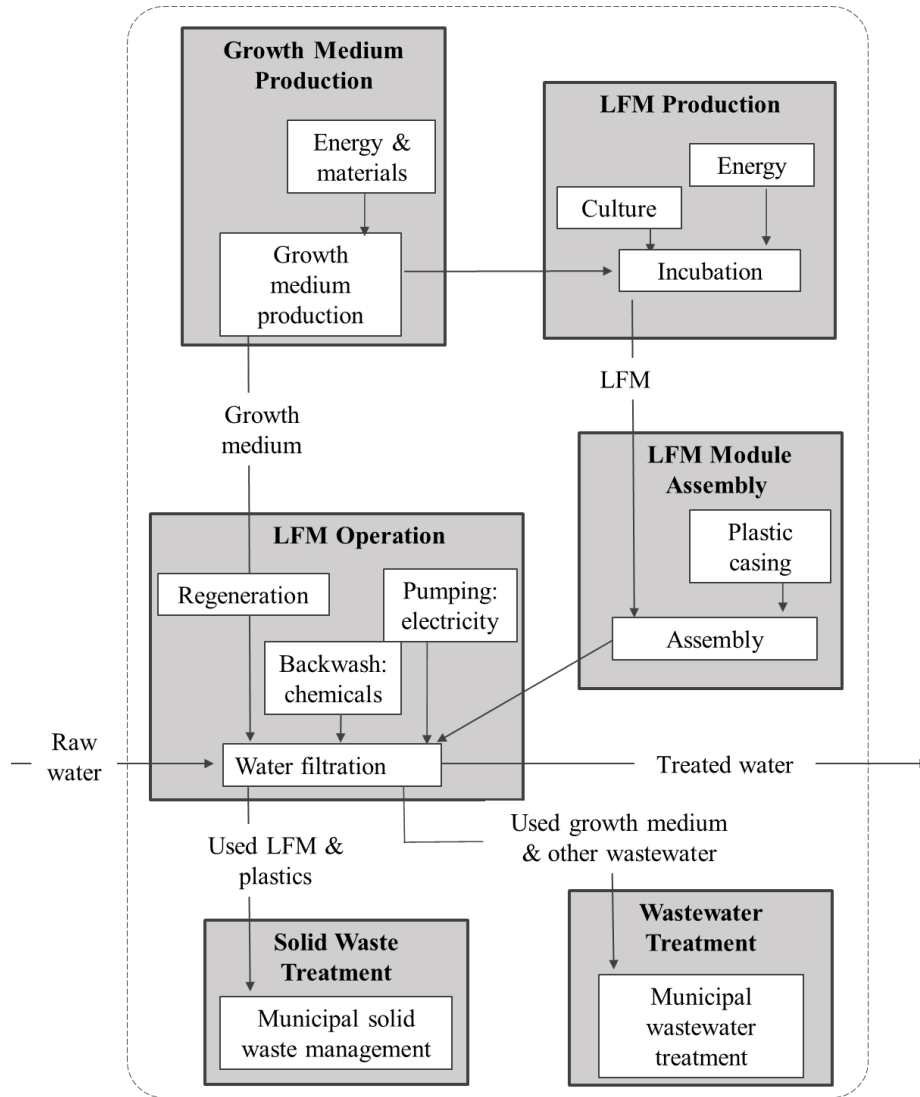 Growth Medium
Production
Energy &
materials
Growth
medium
production
LFM Production
Energy
Culture
Incubation
LFM
Growth
medium
LFM Module
Assembly
Plastic
casing
Assembly
LFM Operation
Regeneration
Pumping:
electricity
Backwash:
chemicals
Raw
water
Water filtration
Treated water
Used LFM &
plastics
Used growth medium
& other wastewater
Solid Waste
Treatment
Municipal solid
waste management
Wastewater
Treatment
Municipal
wastewater
treatment